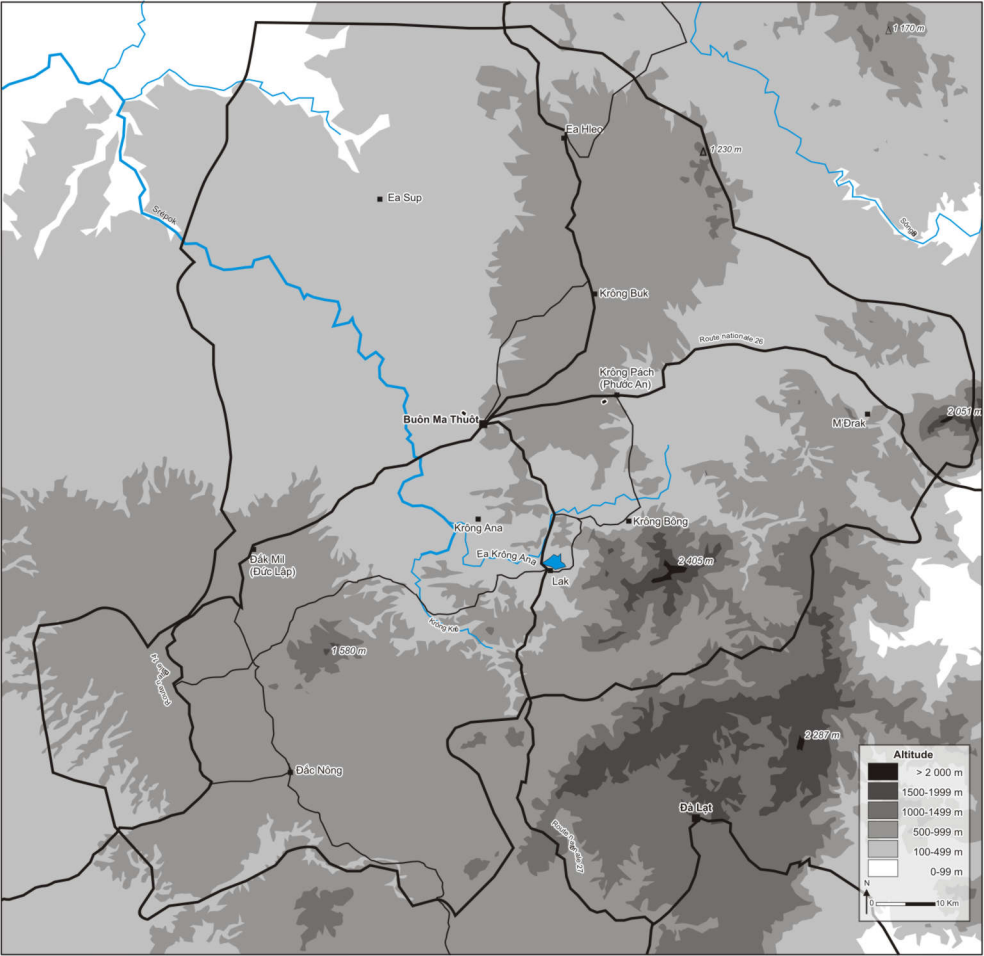 1 170 m
Ea Hleo
1 230 m
Ea Sup
Srêpok
Krông Buk
Route nationale 26
Krông Pách
(Phước An)
Buôn Ma Thuôt
2 051 m
M'Đrak
Krông Ana
Krông Bông
Ea Krông Ana
Đắk Mil
(Đức Lập)
2 405 m
Lak
1 580 m
2 287 m
Đắc Nông
Đà Lạt
Route nationale 27
Altitude
> 2 000 m
1500-1999 m
1000-1499 m
500-999 m
100-499 m
0-99 m
N
0 10 Km